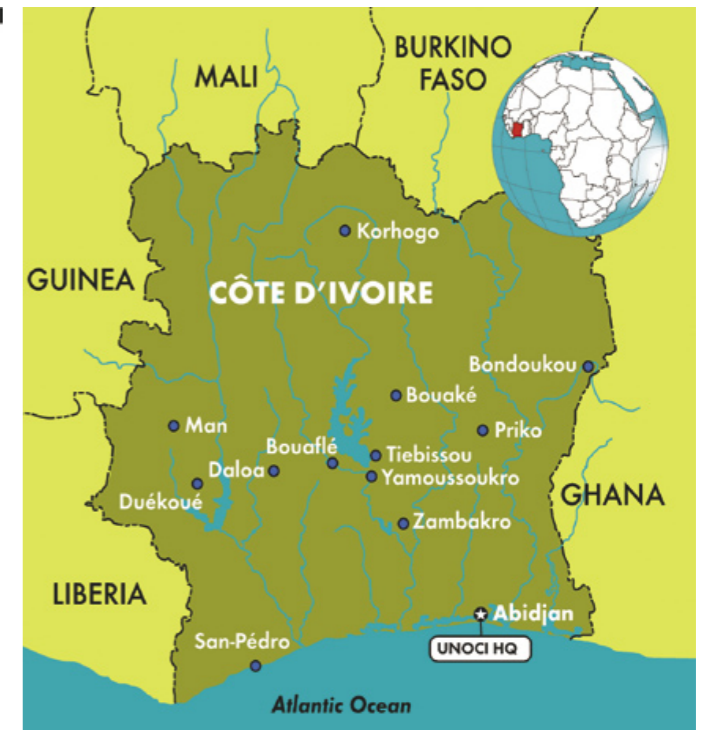 MALI
BURKINO
FASO
Korhogo
GUINEA
CÔTE D'IVOIRE
Bondoukou
Bouaké
Man
Priko
Bouaflé
Tiebissou
Daloa
Yamoussoukro
Duékoué
GHANA
Zambakro
LIBERIA
Abidjan
San-Pédro
UNOCI HQ
Atlantic Ocean